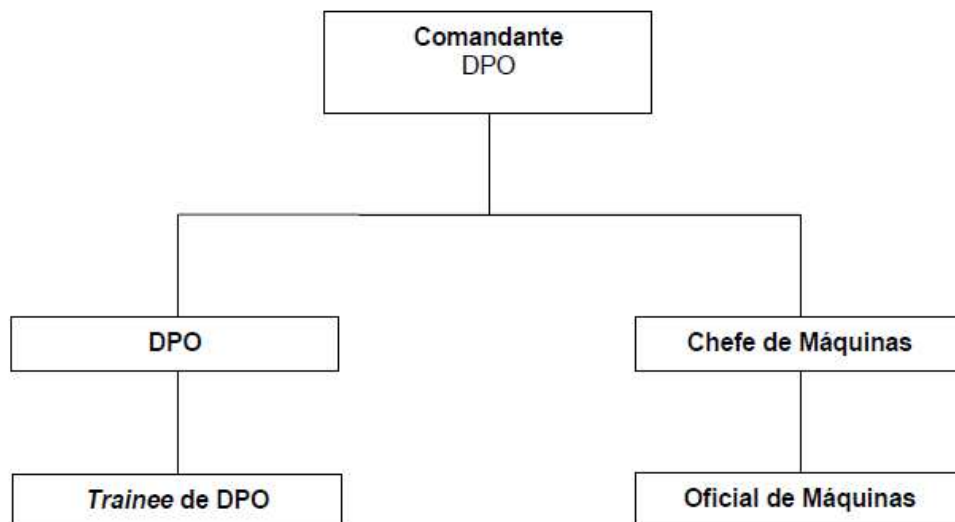 Comandante
DPO
DPO
Chefe de Máquinas
Trainee de DPO
Oficial de Máquinas